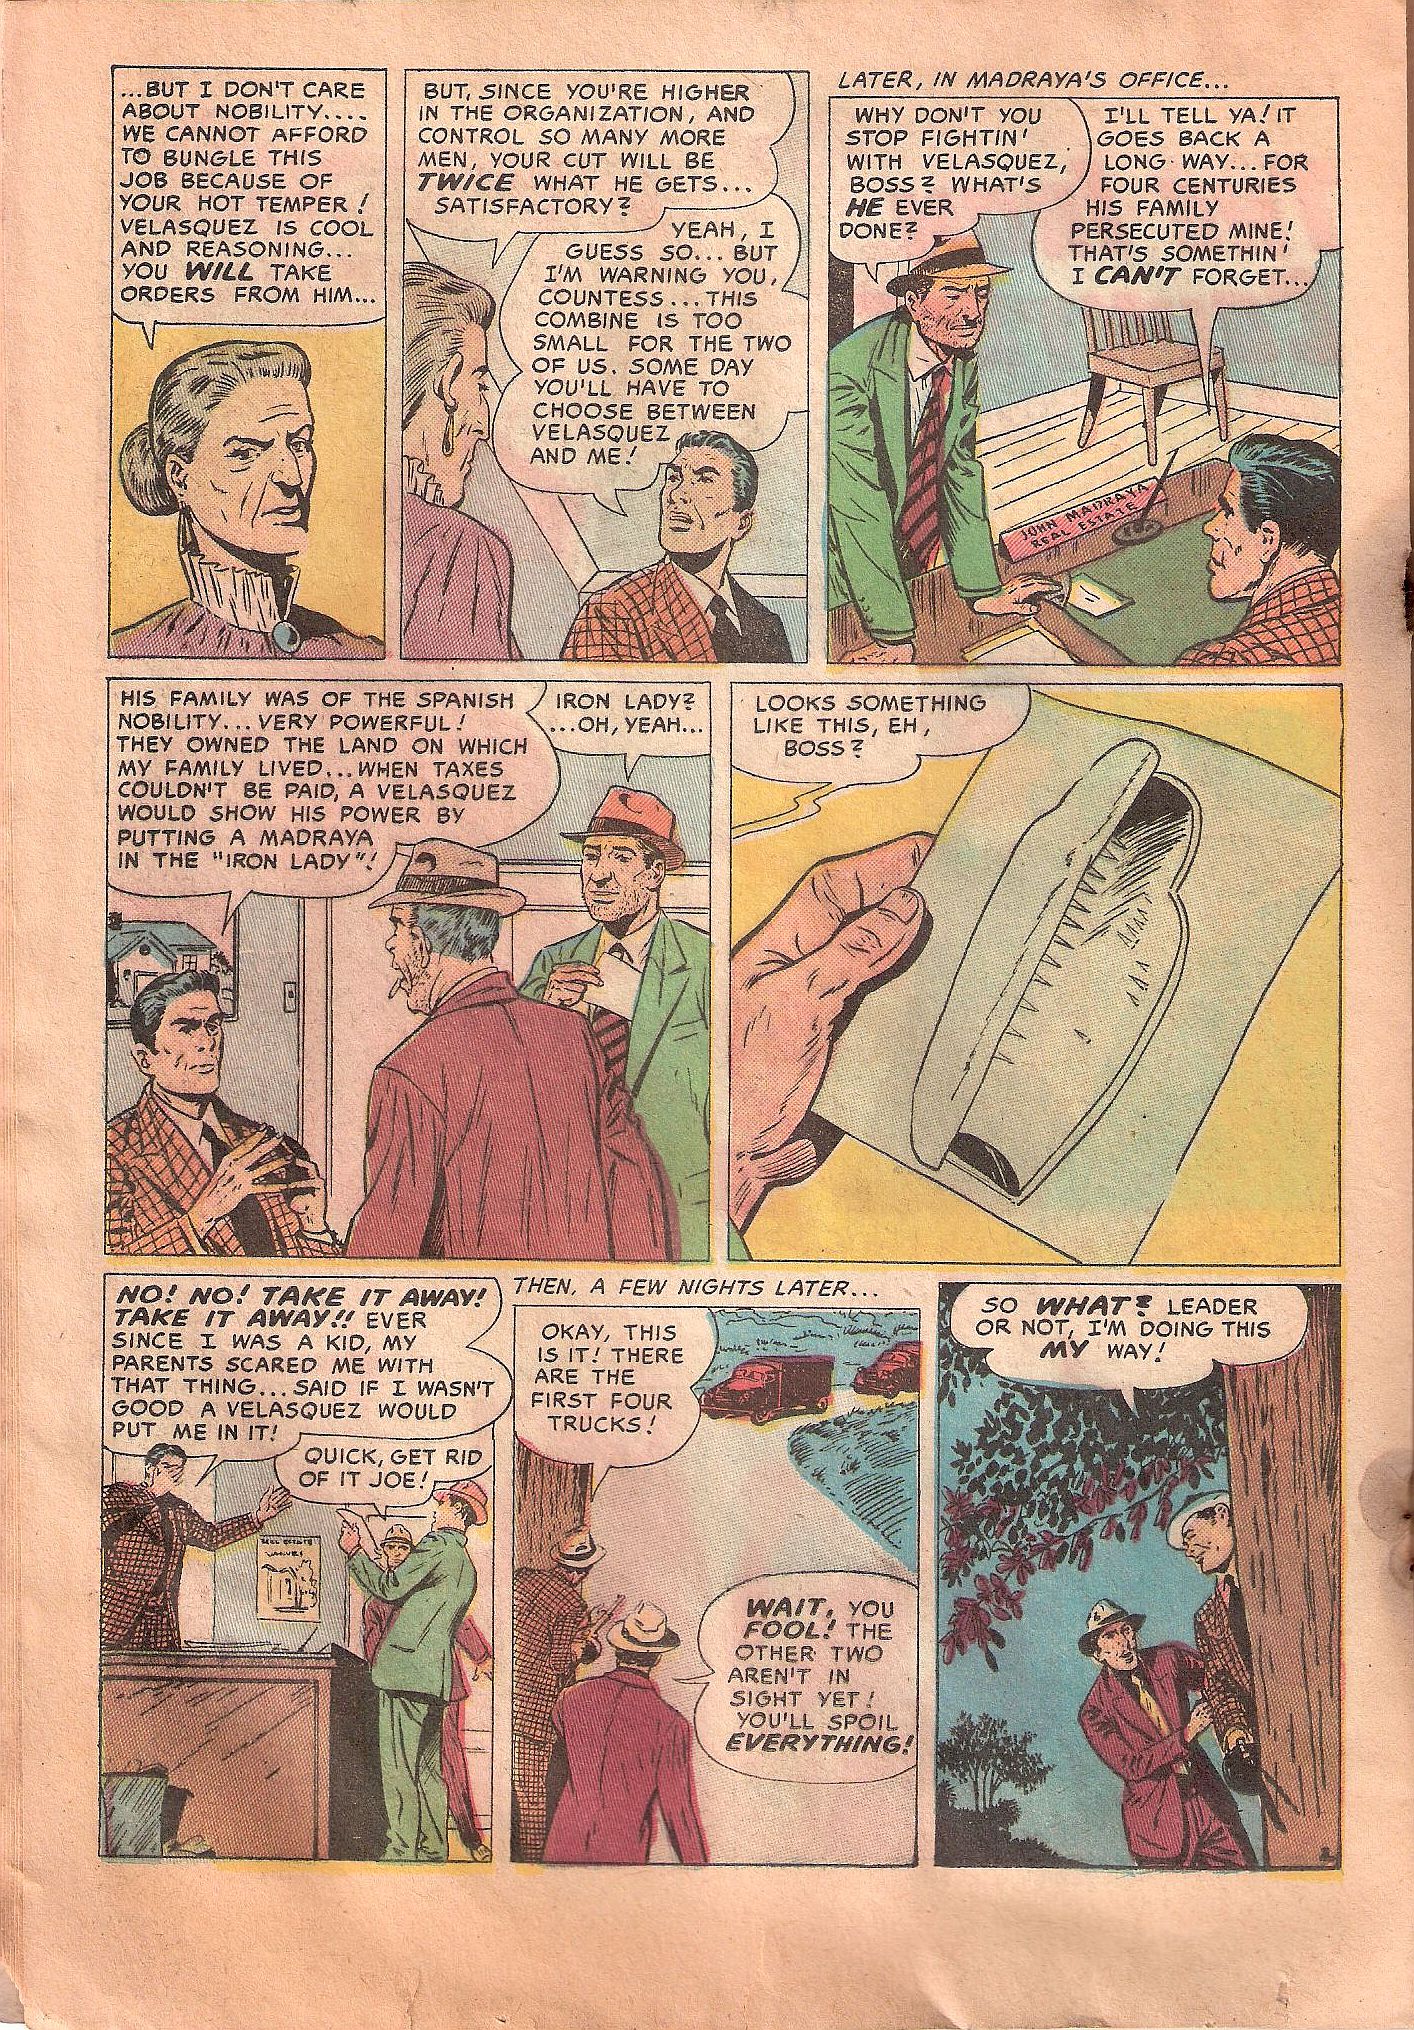 ...BUT I DON'T CARE
ABOUT NOBILITY....
WE CANNOT AFFORD
TO BUNGLE THIS
JOB BECAUSE OF
YOUR HOT TEMPER!
VELASQUEZ IS COOL
AND REASONING...
YOU WILL TAKE
ORDERS FROM HIM...
BUT, SINCE YOU'RE HIGHER
IN THE ORGANIZATION, AND
CONTROL SO MANY MORE
MEN, YOUR CUT WILL BE
TWICE WHAT HE GETS...
SATISFACTORY?
YEAH, I
GUESS SO... BUT
I'M WARNING YOU,
COUNTESS... THIS
COMBINE IS TOO
SMALL FOR THE TWO
OF US. SOME DAY
YOU'LL HAVE TO
CHOOSE BETWEEN
VELASQUEZ
AND ME!
LATER, IN MADRAYA'S OFFICE...
WHY DON'T YOU
STOP FIGHTIN'
WITH VELASQUEZ,
BOSS? WHAT'S
HE EVER
DONE?
I'LL TELL YA! IT
GOES BACK A
LONG WAY... FOR
FOUR CENTURIES
HIS FAMILY
PERSECUTED MINE!
THAT'S SOMETHIN'
I CAN'T FORGET...
JOHN MADRAYA
REAL ESTATE
HIS FAMILY WAS OF THE SPANISH
NOBILITY... VERY POWERFUL!
THEY OWNED THE LAND ON WHICH
MY FAMILY LIVED... WHEN TAXES
COULDN'T BE PAID, A VELASQUEZ
WOULD SHOW HIS POWER BY
PUTTING A MADRAYA
IN THE "IRON LADY"!
IRON LADY?
...OH, YEAH...
LOOKS SOMETHING
LIKE THIS, EH,
BOSS?
NO! NO! TAKE IT AWAY!
TAKE IT AWAY!! EVER
SINCE I WAS A KID, MY
PARENTS SCARED ME WITH
THAT THING... SAID IF I WASN'T
GOOD A VELASQUEZ WOULD
PUT ME IN IT!
QUICK, GET RID
OF IT JOE!
REAL ESTATE
VALUES
THEN, A FEW NIGHTS LATER...
OKAY, THIS
IS IT! THERE
ARE THE
FIRST FOUR
TRUCKS!
WAIT, YOU
FOOL! THE
OTHER TWO
AREN'T IN
SIGHT YET!
YOU'LL SPOIL
EVERYTHING!
SO WHAT? LEADER
OR NOT, I'M DOING THIS
MY WAY!
2